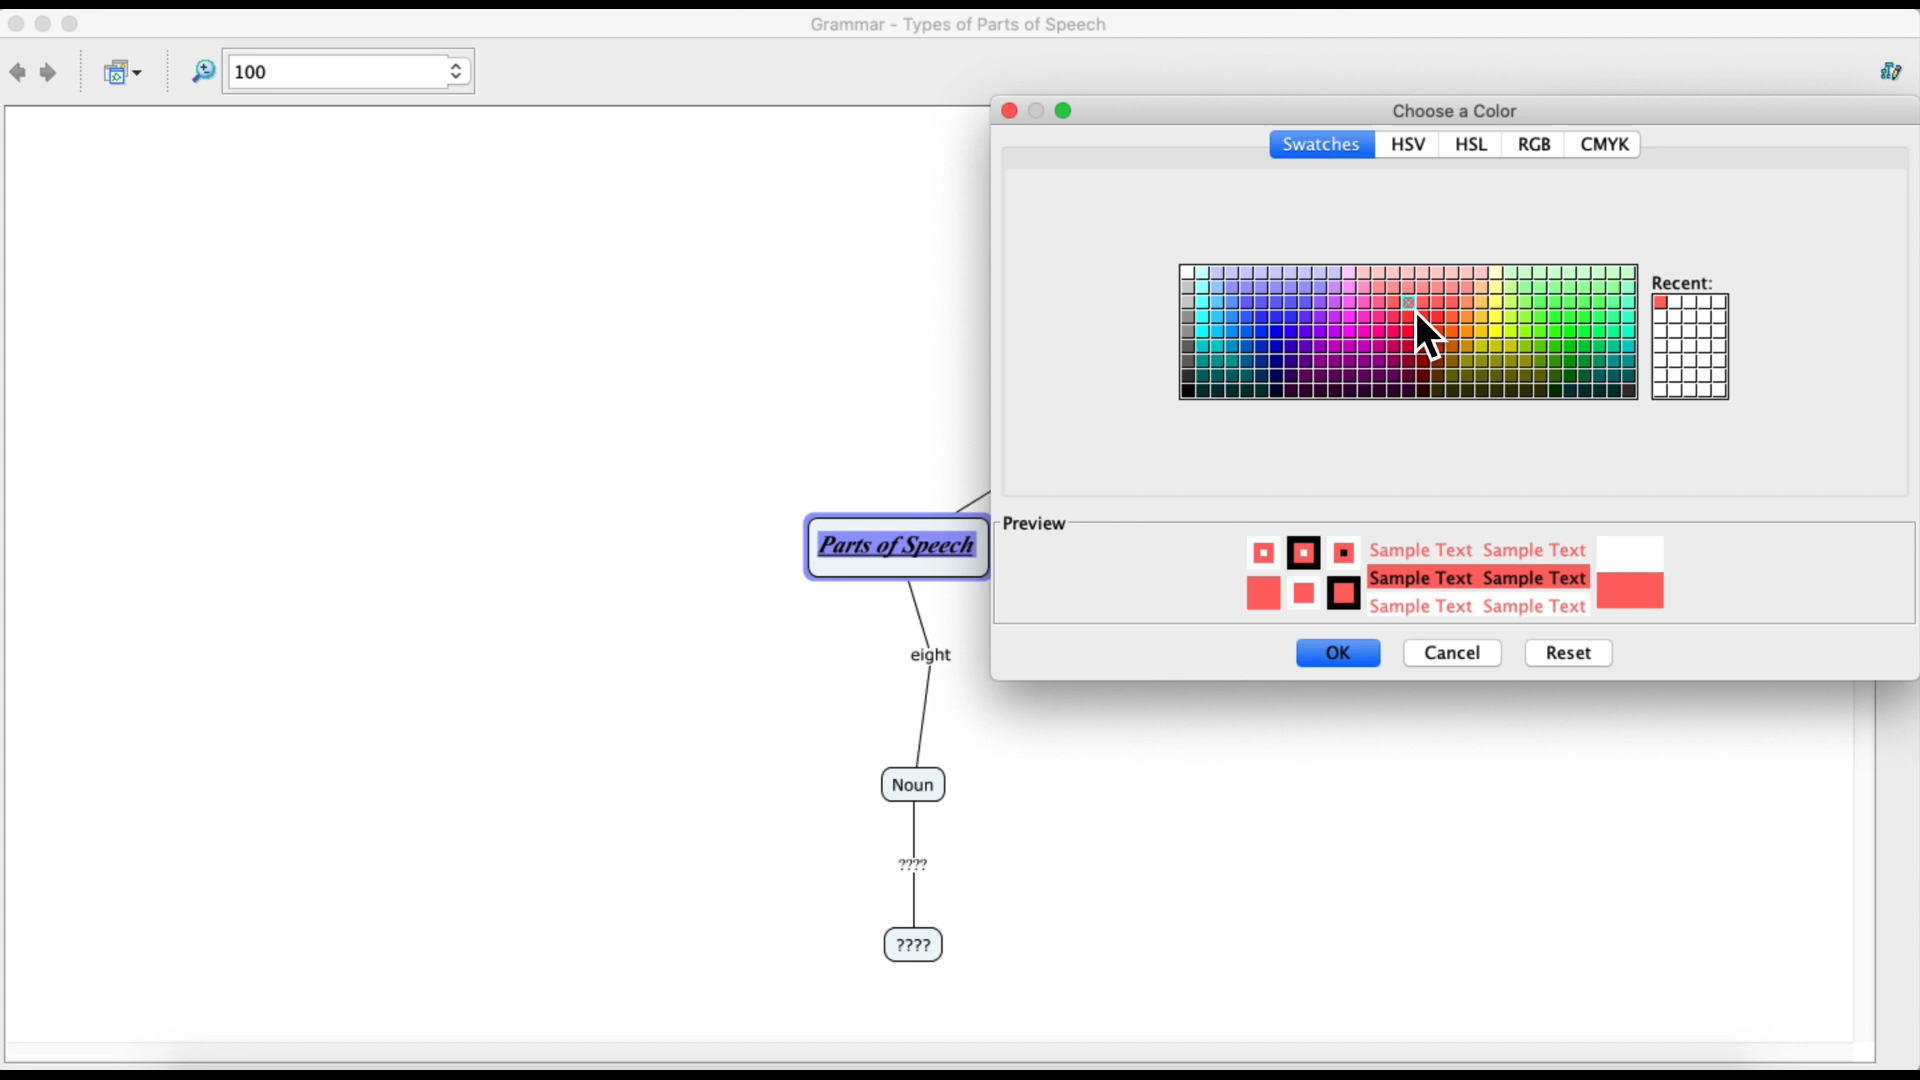 Grammar - Types of Parts of Speech
100
Choose a Color
Swatches HSV HSL RGB CMYK
Recent:
Parts of Speech
Preview
Sample Text Sample Text
Sample Text Sample Text
Sample Text Sample Text
OK Cancel Reset
eight
Noun
????
????